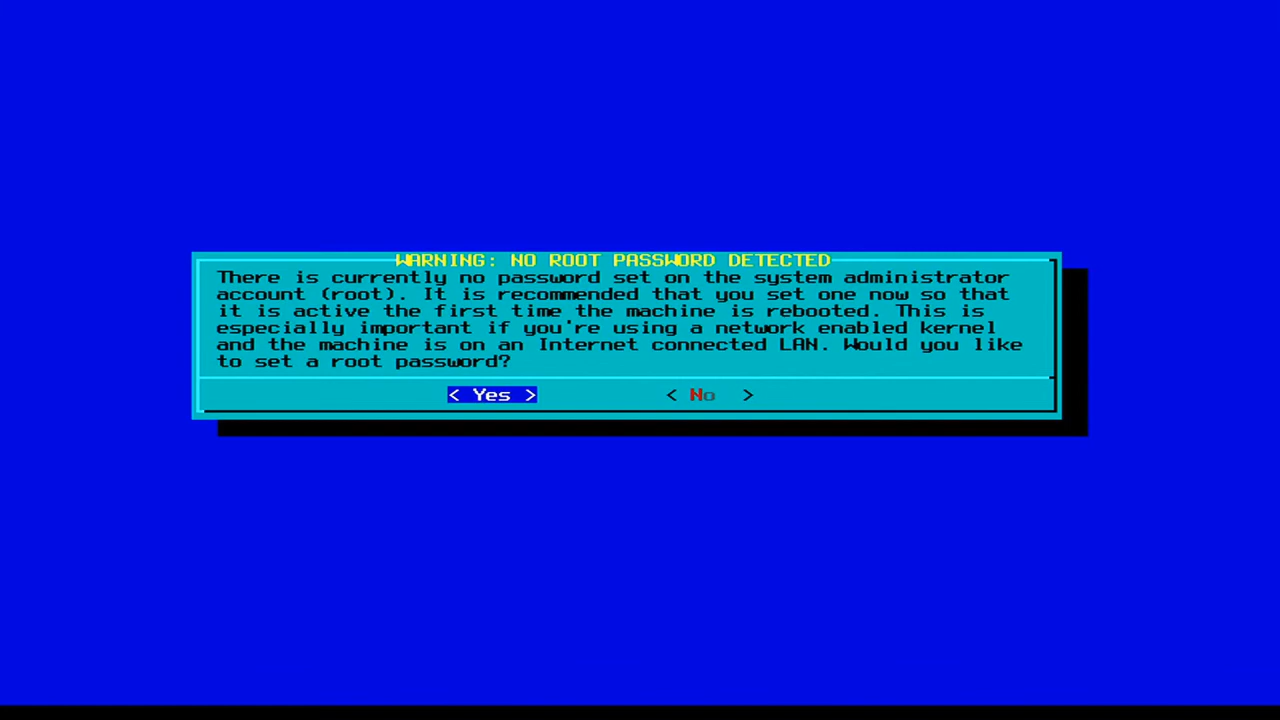 WARNING: NO ROOT PASSWORD DETECTED
There is currently no password set on the system administrator
account (root). It is recommended that you set one now so that
it is active the first time the machine is rebooted. This is
especially important if you're using a network enabled kernel
and the machine is on an Internet connected LAN. Would you like
to set a root password?
< Yes > < No >